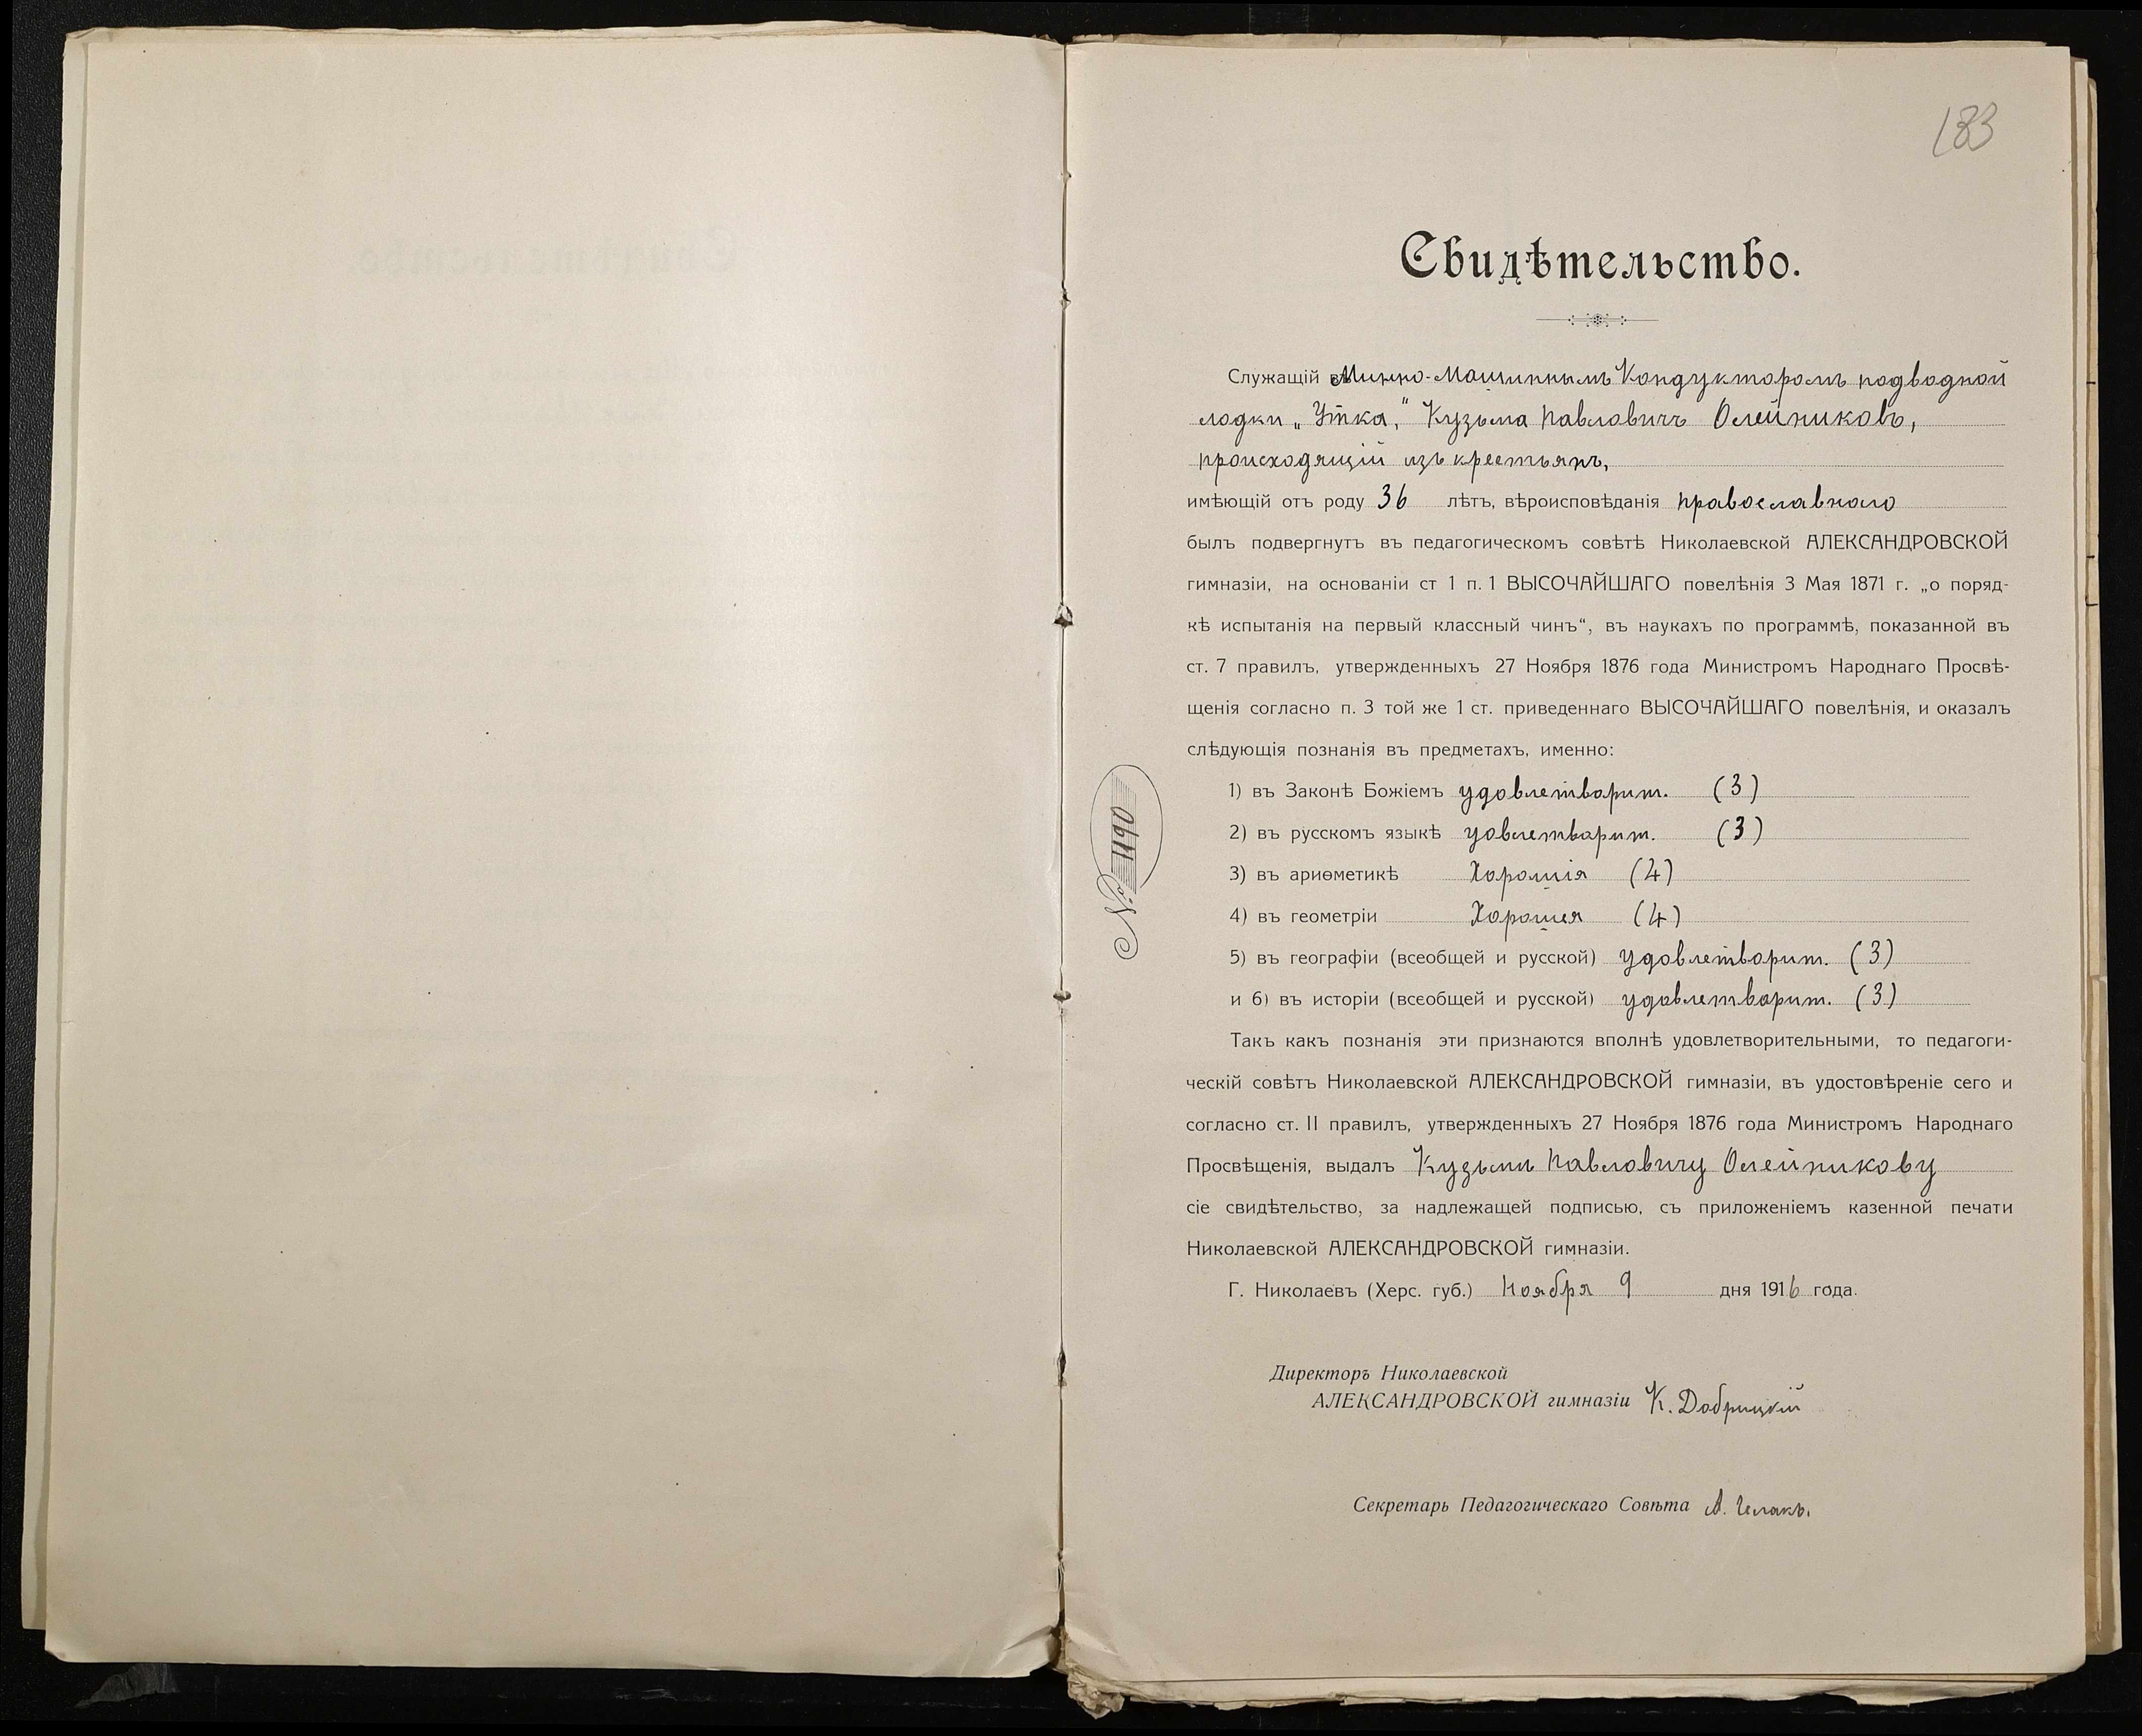 133
Свидѣтельство.
Служащій въ Минно-Машиннымъ Кондукторомъ подводной
лодки „Утка," Кузьма Павловичъ Олейниковъ,
происходящій изъ крестьянъ,
имѣющій отъ роду 36 лѣтъ, вѣроисповѣданія православнаго
былъ подвергнутъ въ педагогическомъ совѣтѣ Николаевской АЛЕКСАНДРОВСКОЙ
гимназіи, на основаніи ст 1 п. 1 ВЫСОЧАЙШАГО повелѣнія 3 Мая 1871 г. „о поряд-
кѣ испытанія на первый классный чинъ“, въ наукахъ по программѣ, показанной въ
ст. 7 правилъ, утвержденныхъ 27 Ноября 1876 года Министромъ Народнаго Просвѣ-
щенія согласно п. 3 той же 1 ст. приведеннаго ВЫСОЧАЙШАГО повелѣнія, и оказалъ
слѣдующія познанія въ предметахъ, именно:
1) въ Законѣ Божіемъ удовлетворит. (3)
2) въ русскомъ языкѣ уовлетворит. (3)
3) въ ариѳметикѣ Хорошія (4)
4) въ геометріи Хорошия (4)
5) въ географіи (всеобщей и русской) удовлетворит. (3)
и 6) въ исторіи (всеобщей и русской) удовлетворит. (3)
№ 1190
Такъ какъ познанія эти признаются вполнѣ удовлетворительными, то педагоги-
ческій совѣтъ Николаевской АЛЕКСАНДРОВСКОЙ гимназіи, въ удостовѣреніе сего и
согласно ст. II правилъ, утвержденныхъ 27 Ноября 1876 года Министромъ Народнаго
Просвѣщенія, выдалъ Кузьмѣ Павловичу Олейникову
сіе свидѣтельство, за надлежащей подписью, съ приложеніемъ казенной печати
Николаевской АЛЕКСАНДРОВСКОЙ гимназіи.
Г. Николаевъ (Херс. губ.) Ноября 9 дня 1916 года.
Директоръ Николаевской
АЛЕКСАНДРОВСКОЙ гимназіи К. Добрицкій
Секретарь Педагогическаго Совѣта А.